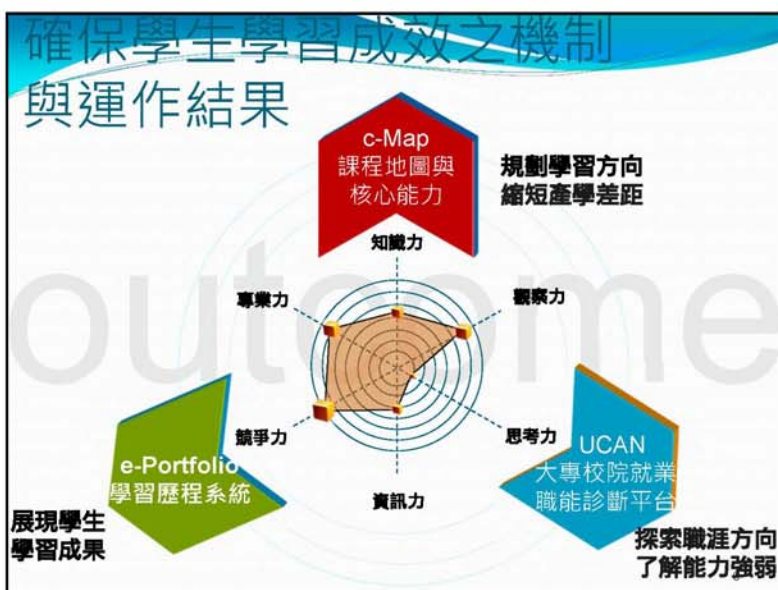 確保學生學習成效之機制
與運作結果
c-Map
課程地圖與
核心能力
規劃學習方向
縮短產學差距
outcome
知識力
專業力
觀察力
競爭力
思考力
資訊力
e-Portfolio
學習歷程系統
展現學生
學習成果
UCAN
大專校院就業
職能診斷平台
探索職涯方向
了解能力強弱